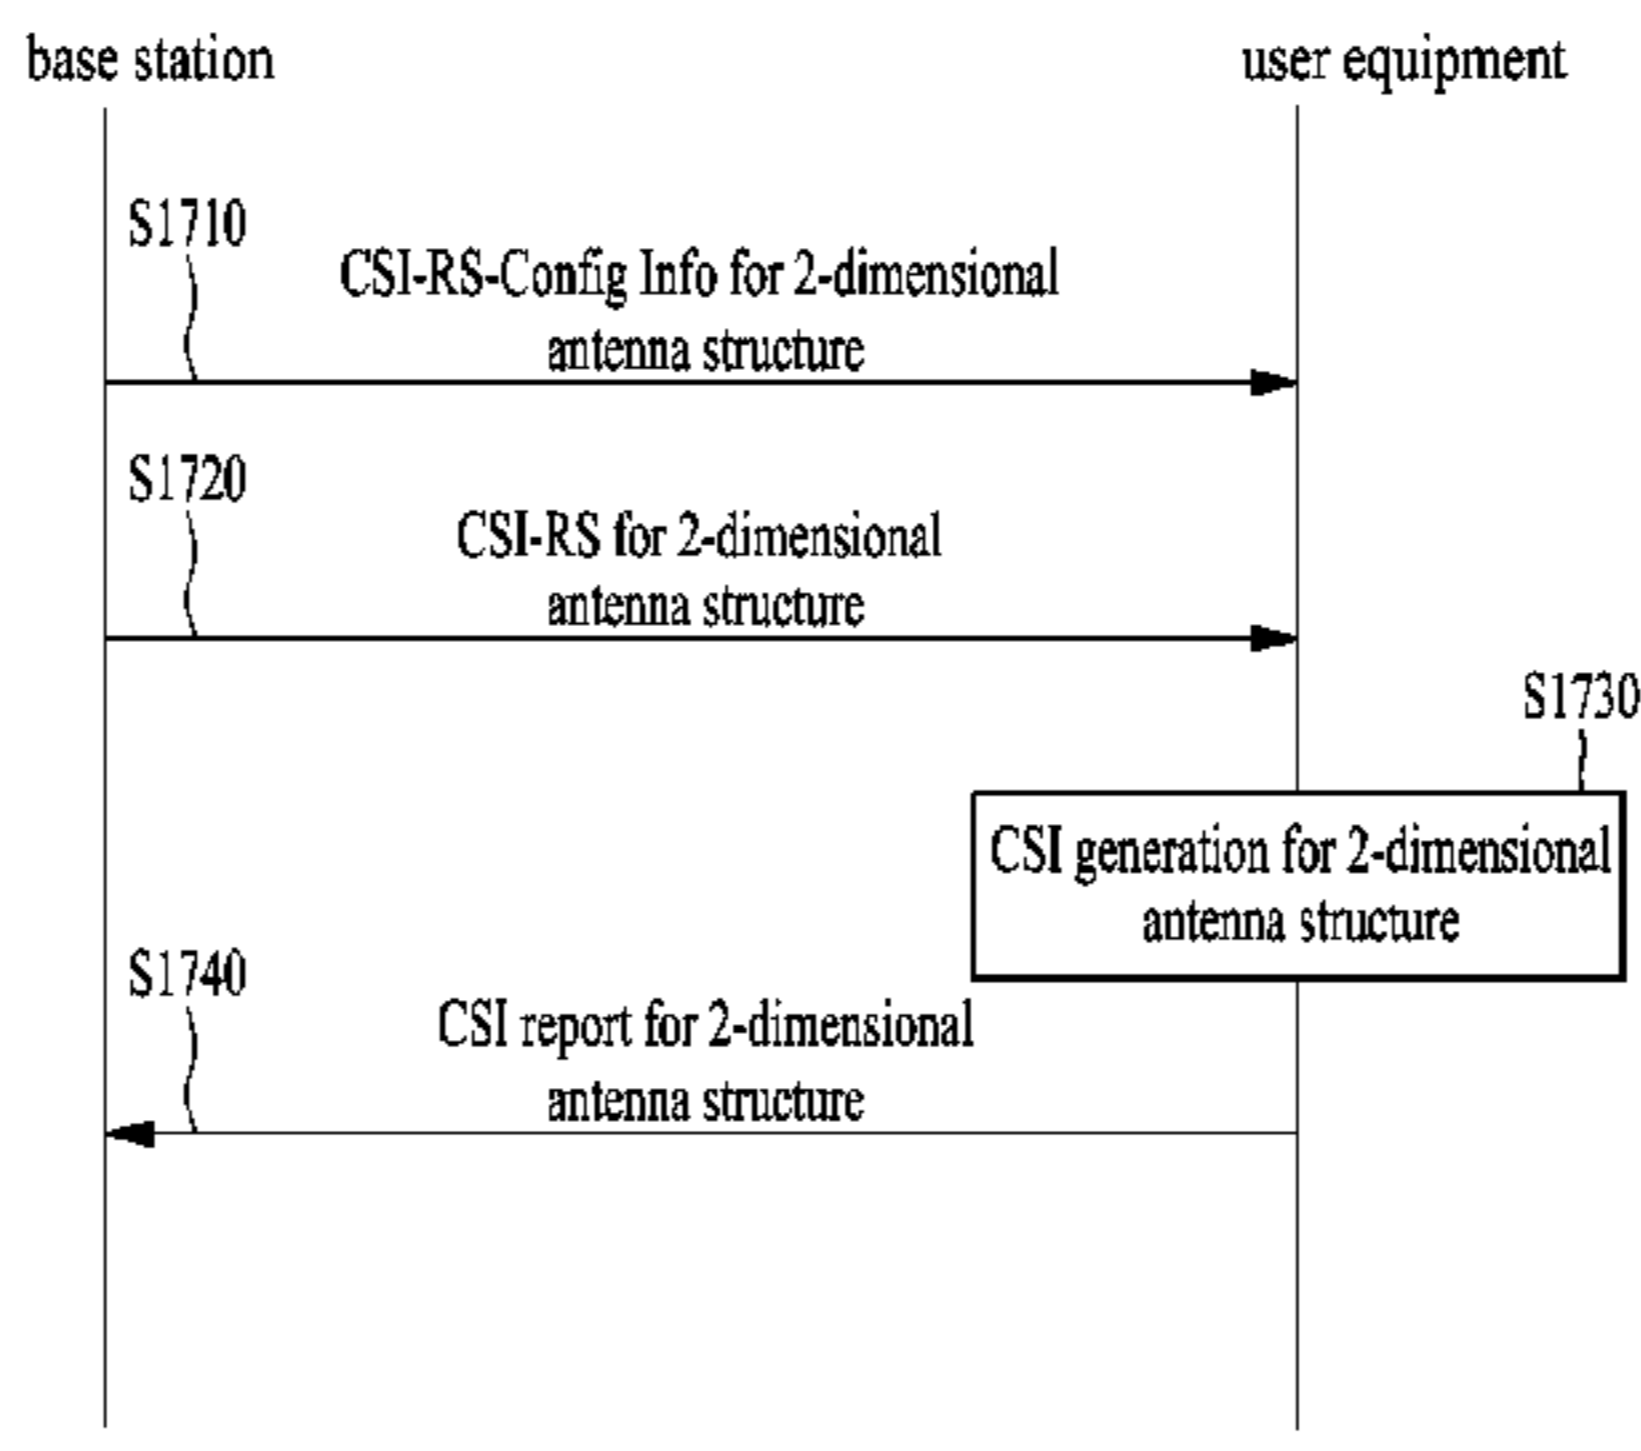 base station
user equipment
S1710
CSI-RS-Config Info for 2-dimensional
antenna structure
S1720
CSI-RS for 2-dimensional
antenna structure
S1730
CSI generation for 2-dimensional
antenna structure
S1740
CSI report for 2-dimensional
antenna structure